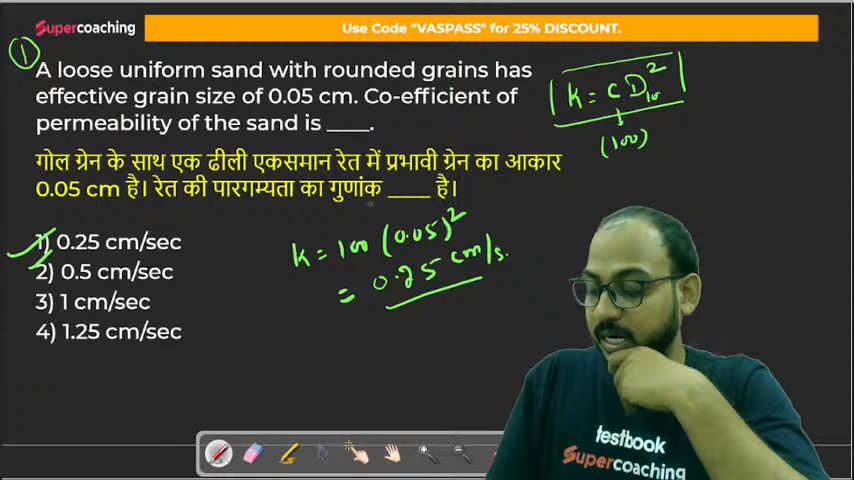 Supercoaching
Use Code "VASPASS" for 25% DISCOUNT.
①
A loose uniform sand with rounded grains has
effective grain size of 0.05 cm. Co-efficient of
permeability of the sand is ____.
k = C D₁₀²
(100)
गोल ग्रेन के साथ एक ढीली एकसमान रेत में प्रभावी ग्रेन का आकार
0.05 cm है। रेत की पारगम्यता का गुणांक ____ है।
1) 0.25 cm/sec
2) 0.5 cm/sec
3) 1 cm/sec
4) 1.25 cm/sec
k = 100 (0.05)²
= 0.25 cm/s.
testbook
Supercoaching